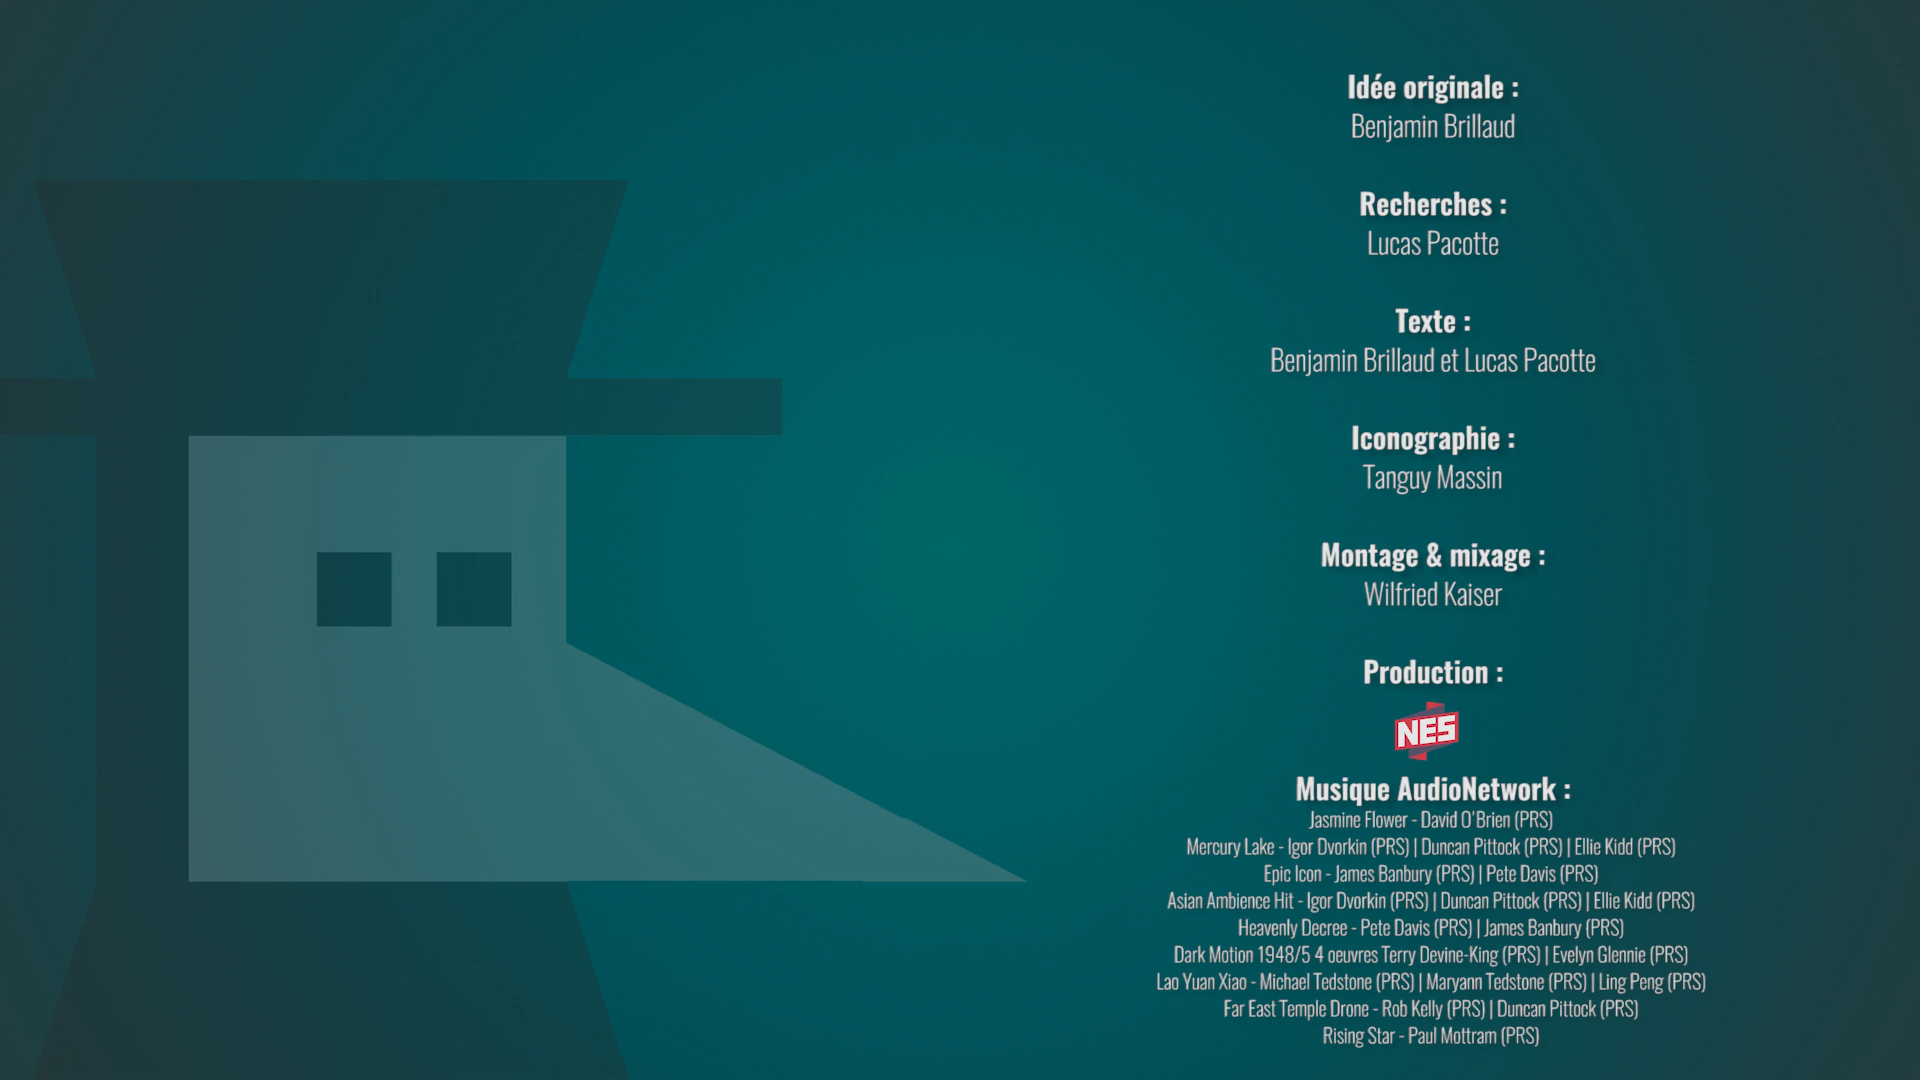 Idée originale :
Benjamin Brillaud
Recherches :
Lucas Pacotte
Texte :
Benjamin Brillaud et Lucas Pacotte
Iconographie :
Tanguy Massin
Montage & mixage :
Wilfried Kaiser
Production :
NES
Musique AudioNetwork :
Jasmine Flower - David O'Brien (PRS)
Mercury Lake - Igor Dvorkin (PRS) | Duncan Pittock (PRS) | Ellie Kidd (PRS)
Epic Icon - James Banbury (PRS) | Pete Davis (PRS)
Asian Ambience Hit - Igor Dvorkin (PRS) | Duncan Pittock (PRS) | Ellie Kidd (PRS)
Heavenly Decree - Pete Davis (PRS) | James Banbury (PRS)
Dark Motion 1948/5 4 oeuvres Terry Devine-King (PRS) | Evelyn Glennie (PRS)
Lao Yuan Xiao - Michael Tedstone (PRS) | Maryann Tedstone (PRS) | Ling Peng (PRS)
Far East Temple Drone - Rob Kelly (PRS) | Duncan Pittock (PRS)
Rising Star - Paul Mottram (PRS)